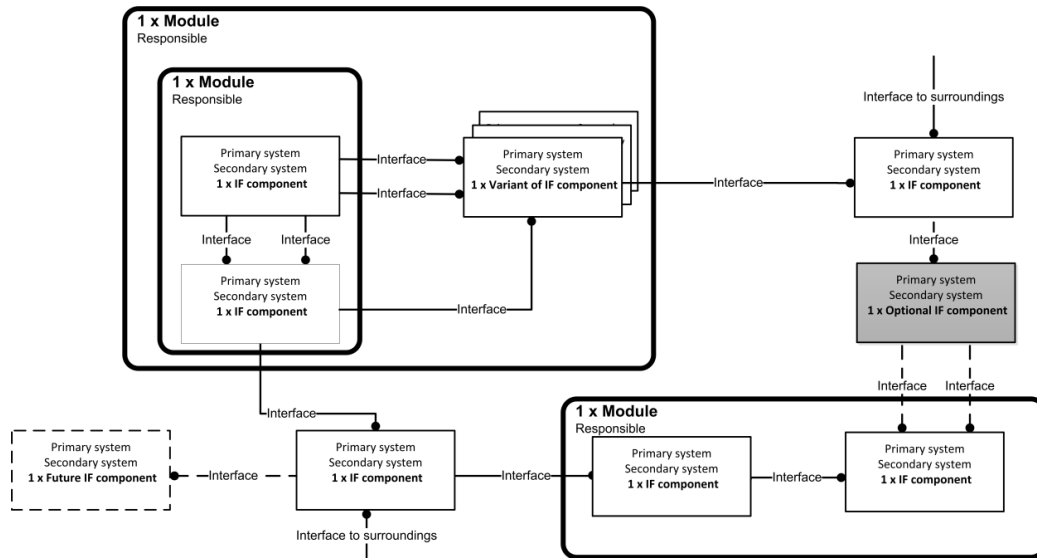 1 x Module
Responsible
1 x Module
Responsible
Interface to surroundings
Primary system
Secondary system
1 x IF component
Interface
Interface
Primary system
Secondary system
1 x Variant of IF component
Interface
Primary system
Secondary system
1 x IF component
Interface
Interface
Interface
Primary system
Secondary system
1 x IF component
Interface
Primary system
Secondary system
1 x Optional IF component
Interface
Interface
Interface
1 x Module
Responsible
Primary system
Secondary system
1 x Future IF component
Interface
Primary system
Secondary system
1 x IF component
Interface
Primary system
Secondary system
1 x IF component
Interface
Primary system
Secondary system
1 x IF component
Interface to surroundings